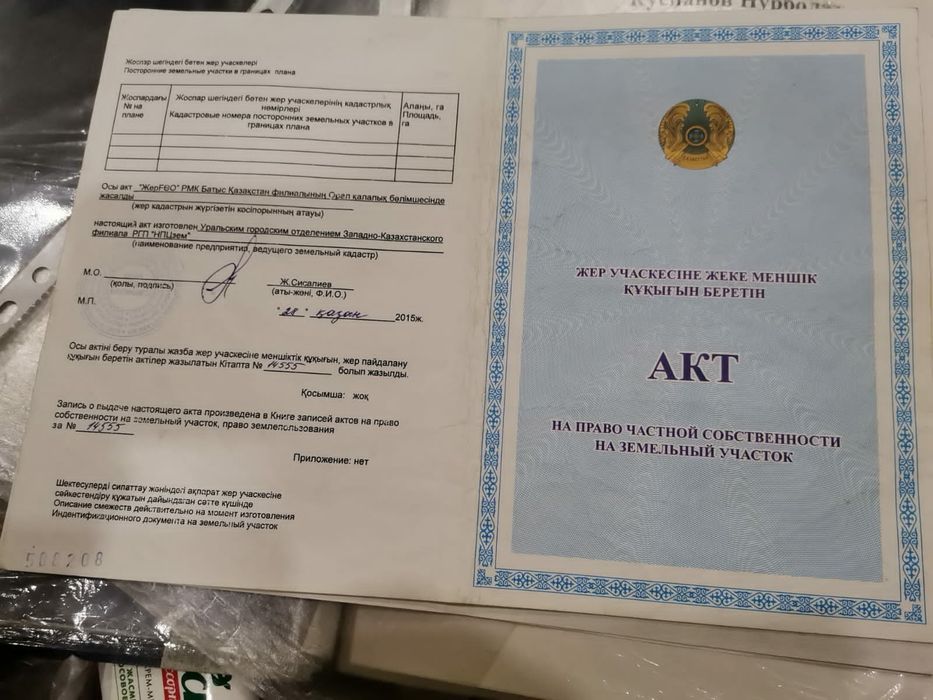 Жоспар шегіндегі бөтен жер учаскелері
Посторонние земельные участки в границах плана
Жоспардағы № на плане
Жоспар шегіндегі бөтен жер учаскелерінің кадастрлық нөмірлері
Кадастровые номера посторонних земельных участков в границах плана
Алаңы, га
Площадь, га
Осы акт "ЖерҒӨО" РМК Батыс Қазақстан филиалының Орал қалалық бөлімшесінде
жасалды
(жер кадастрын жүргізетін кәсіпорынның атауы)
настоящий акт изготовлен Уральским городским отделением Западно-Казахстанского
филиала РГП "НПЦзем"
(наименование предприятия, ведущего земельный кадастр)
М.О.
(қолы, подпись)
Ж.Сисалиев
(аты-жөні, Ф.И.О.)
М.П.
"28" қазан 2015ж.
Осы актіні беру туралы жазба жер учаскесіне меншіктік құқығын, жер пайдалану
құқығын беретін актілер жазылатын Кітапта № 14555 болып жазылды.
Қосымша: жоқ
Запись о выдаче настоящего акта произведена в Книге записей актов на право
собственности на земельный участок, право землепользования
за № 14555
Приложение: нет
Шектесулерді сипаттау жөніндегі ақпарат жер учаскесіне
сәйкестендіру құжатын дайындаған сәтте күшінде
Описание смежеств действительно на момент изготовления
Индентификационного документа на земельный участок
500208
Нурбол
ЖЕР УЧАСКЕСІНЕ ЖЕКЕ МЕНШІК
ҚҰҚЫҒЫН БЕРЕТІН
АКТ
НА ПРАВО ЧАСТНОЙ СОБСТВЕННОСТИ
НА ЗЕМЕЛЬНЫЙ УЧАСТОК